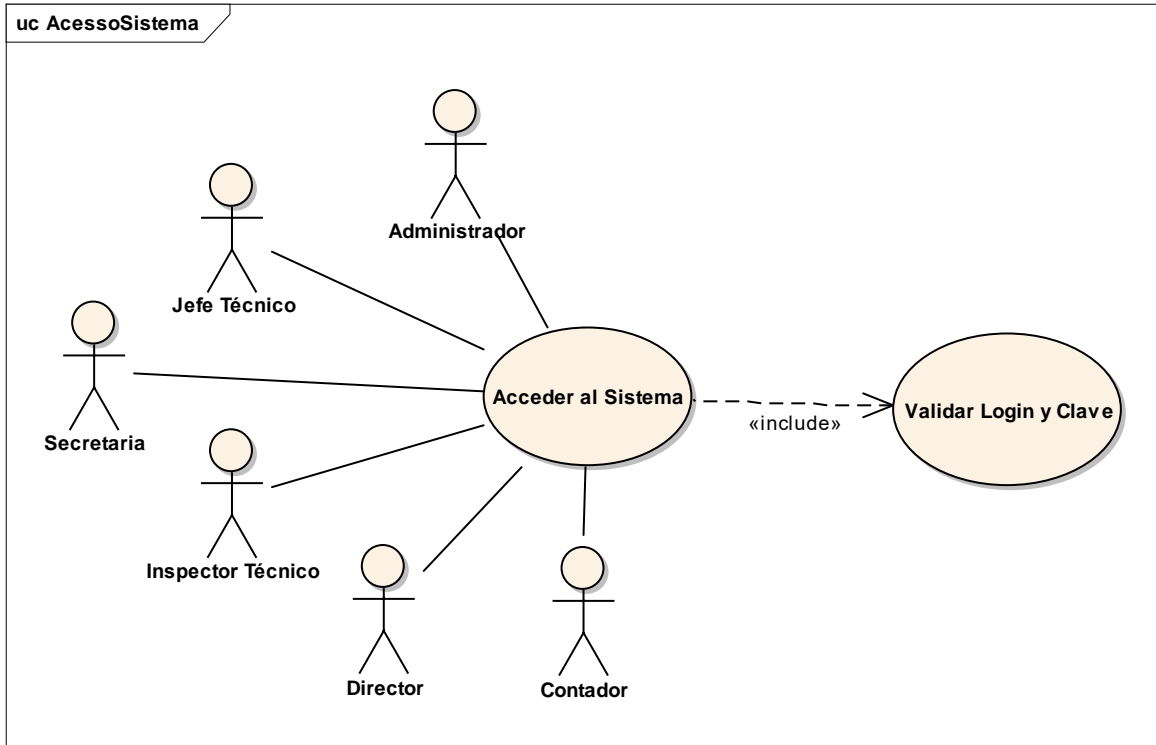 uc AcessoSistema
Administrador
Jefe Técnico
Acceder al Sistema
Validar Login y Clave
«include»
Secretaria
Inspector Técnico
Director
Contador